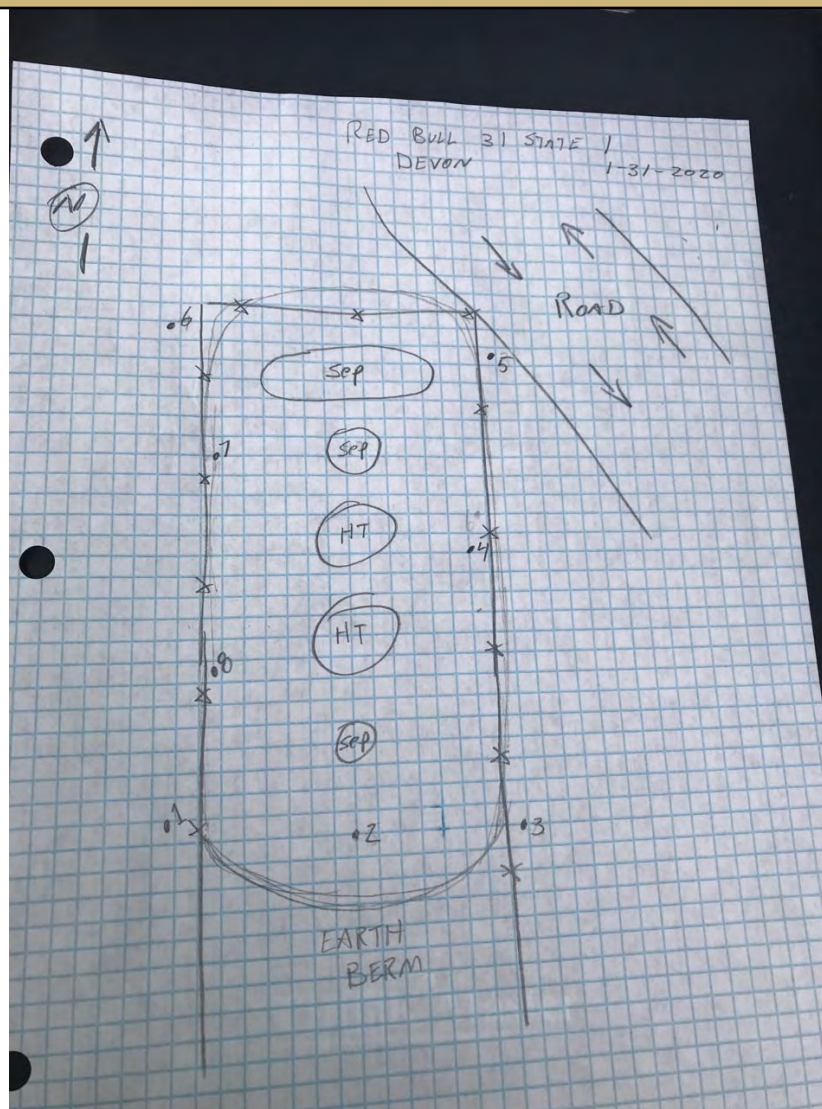 RED BULL 31 STATE 1
DEVON
1-31-2020
N
ROAD
.6
.5
Sep
.7
Sep
HT
.4
HT
.8
Sep
.1
.2
.3
EARTH
BERM